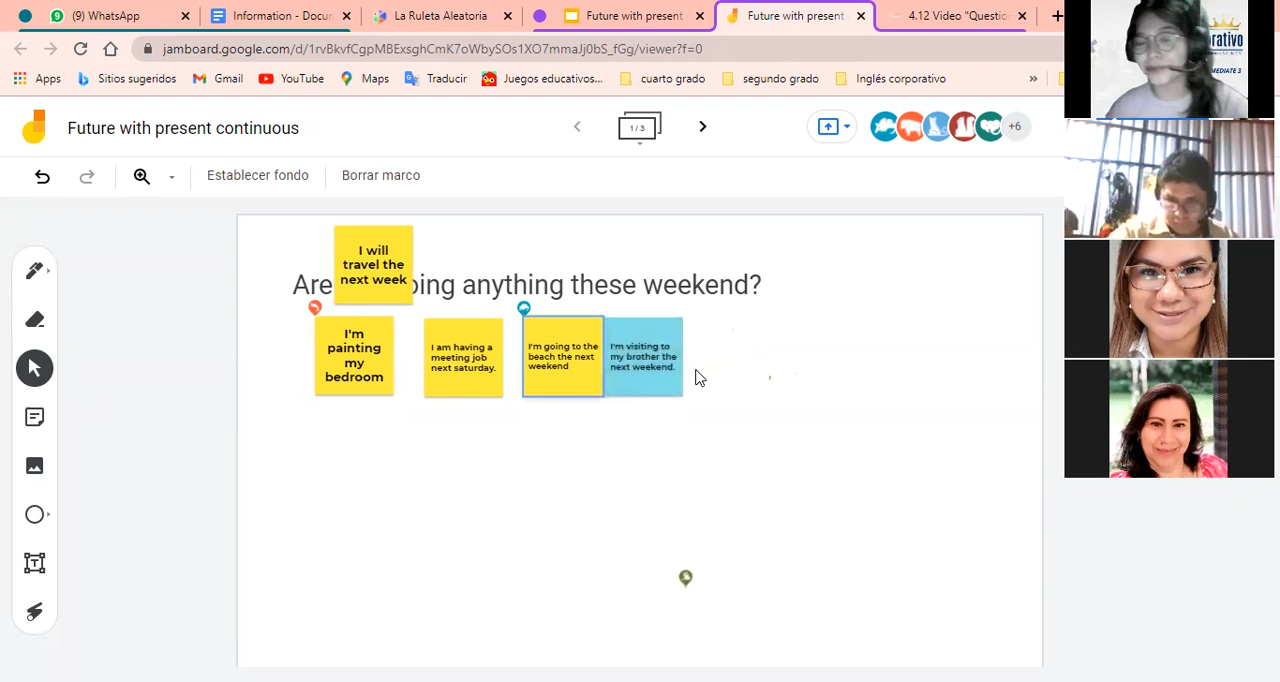 (9) WhatsApp
Information - Docun
La Ruleta Aleatoria
Future with present
Future with present
4.12 Video "Questio
jamboard.google.com/d/1rvBkvfCgpMBExsghCmK7oWbySOs1XO7mmaJj0bS_fGg/viewer?f=0
Apps
Sitios sugeridos
Gmail
YouTube
Maps
Traducir
Juegos educativos...
cuarto grado
segundo grado
Inglés corporativo
»
Future with present continuous
1 / 3
+6
Establecer fondo
Borrar marco
I will
travel the
next week
Are oing anything these weekend?
I'm
painting
my
bedroom
I am having a
meeting job
next saturday.
I'm going to the
beach the next
weekend
I'm visiting to
my brother the
next weekend.
orativo
MEDIATE 3